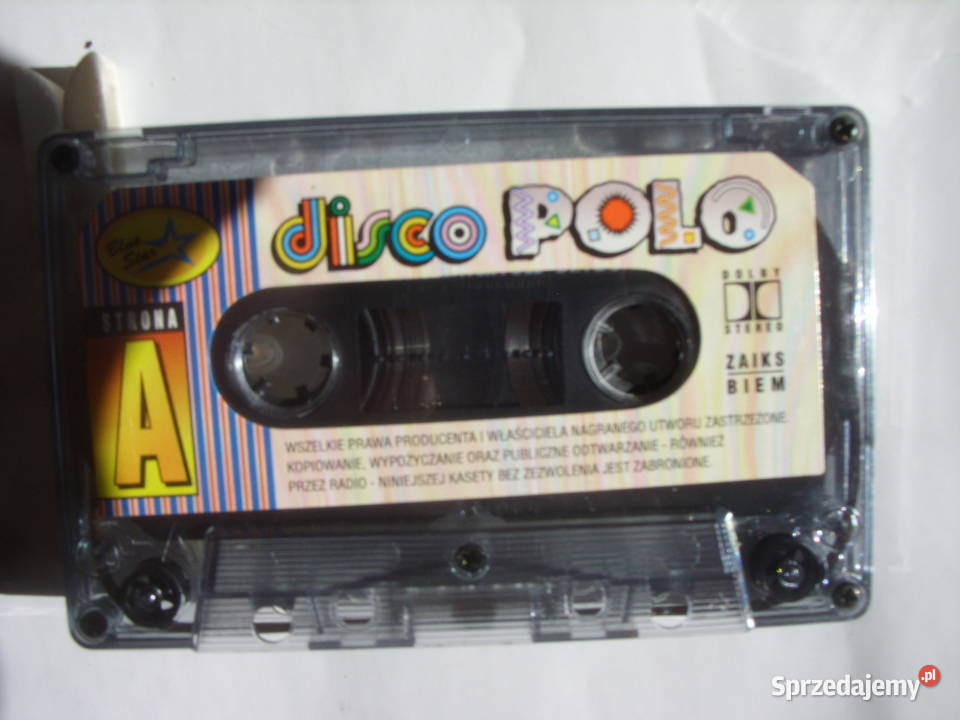 disco POLO
Blue
Star
STRONA
A
DOLBY
STEREO
ZAIKS
BIEM
WSZELKIE PRAWA PRODUCENTA I WŁAŚCICIELA NAGRANEGO UTWORU ZASTRZEŻONE.
KOPIOWANIE, WYPOŻYCZANIE ORAZ PUBLICZNE ODTWARZANIE - RÓWNIEŻ
PRZEZ RADIO - NINIEJSZEJ KASETY BEZ ZEZWOLENIA JEST ZABRONIONE.
Sprzedajemy.pl